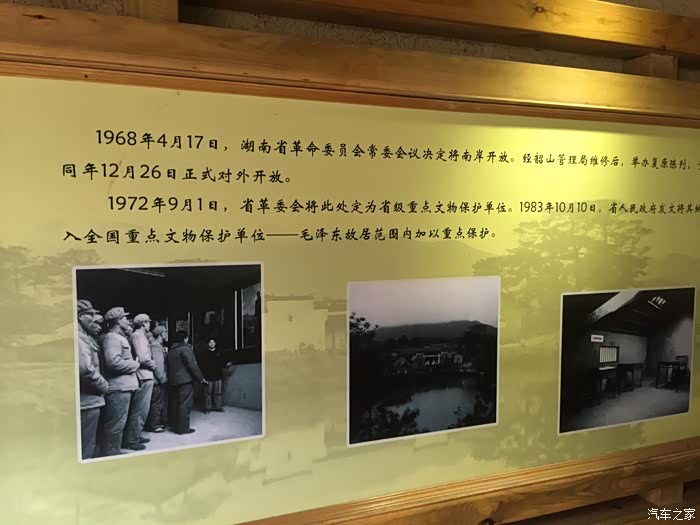 1968年4月17日，湖南省革命委员会常委会议决定将南岸开放。经韶山管理局维修后，举办复原陈列，
同年12月26日正式对外开放。
1972年9月1日，省革委会将此处定为省级重点文物保护单位。1983年10月10日，省人民政府发文将其
入全国重点文物保护单位——毛泽东故居范围内加以重点保护。
汽车之家